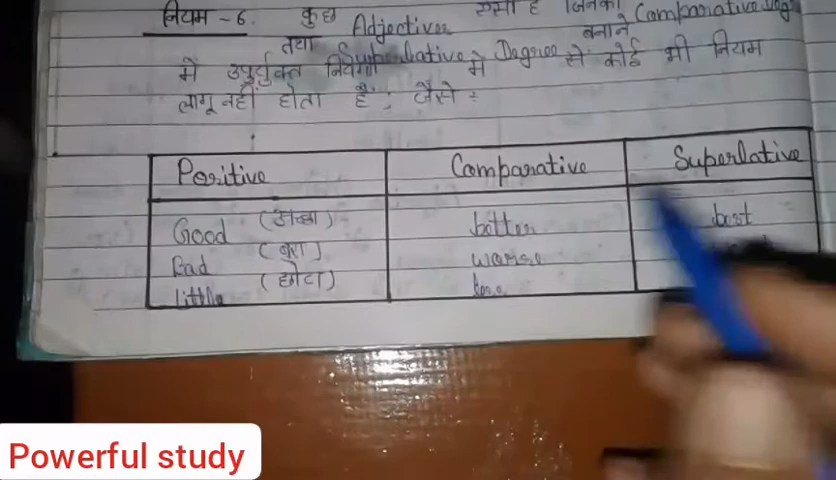 नियम -6. कुछ Adjectives ऐसी है जिनका Comparative
तथा Superlative Degree बनाने
में उपर्युक्त नियमों में से कोई भी नियम
लागू नहीं होता है; जैसे :
Positive Comparative Superlative
Good (अच्छा) better best
Bad (बुरा) worse
little (छोटा) less
Powerful study